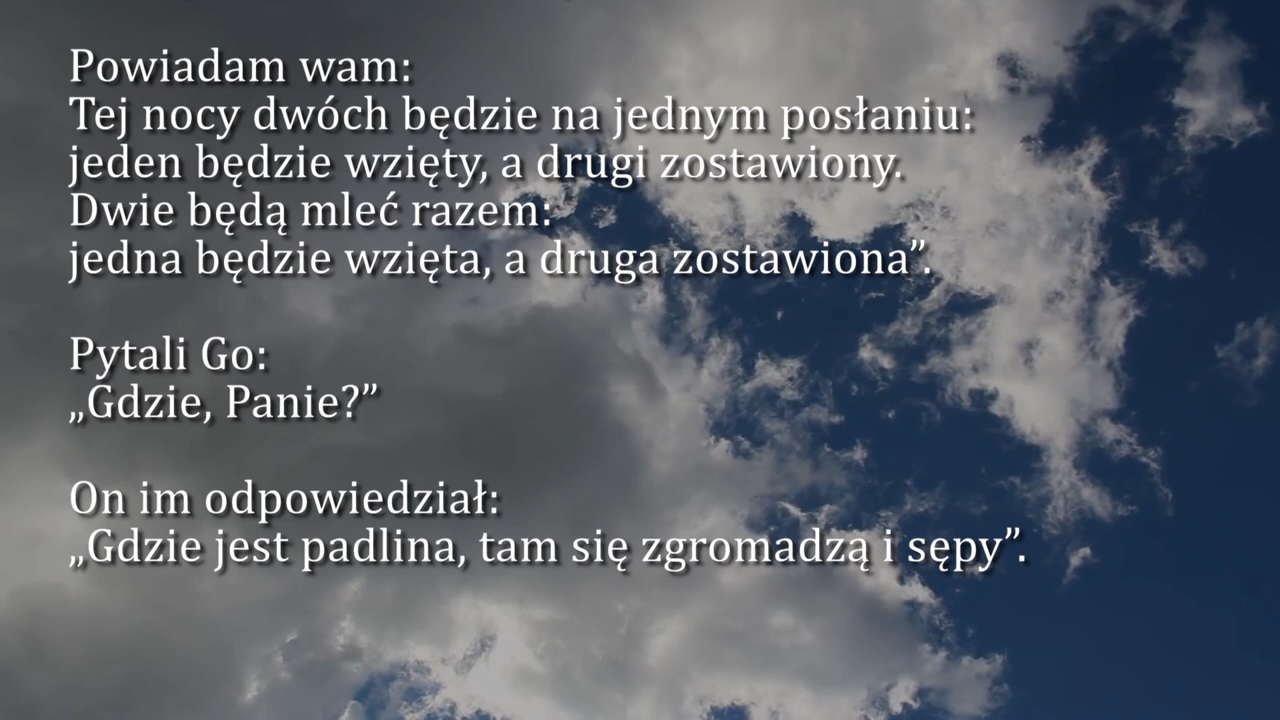 Powiadam wam:
Tej nocy dwóch będzie na jednym posłaniu:
jeden będzie wzięty, a drugi zostawiony.
Dwie będą mleć razem:
jedna będzie wzięta, a druga zostawiona”.
Pytali Go:
„Gdzie, Panie?”
On im odpowiedział:
„Gdzie jest padlina, tam się zgromadzą i sępy”.